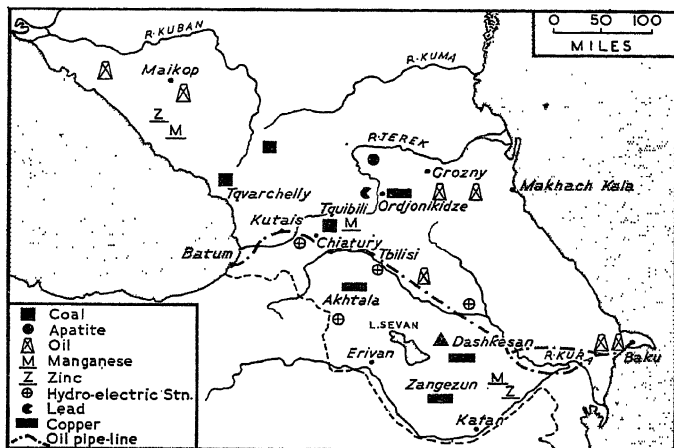 0 50 100
MILES
R·KUBAN
R·KUMA
Maikop
Z
M
R·TEREK
Grozny
Makhach Kala
Tqvarchelly
Ordjonikidze
Tquibili
M
Kutais
Chiatury
Tbilisi
Batum
Akhtala
L.SEVAN
Dashkesan
Erivan
R·KURA
Baku
Zangezun
M
Z
Katan
Coal
Apatite
Oil
M Manganese
Z Zinc
Hydro-electric Stn.
Lead
Copper
Oil pipe-line